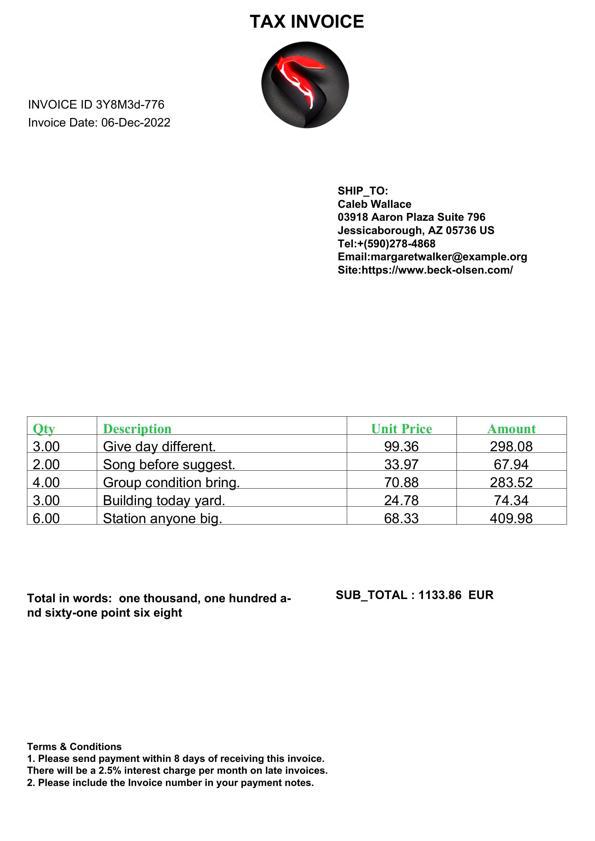 TAX INVOICE
INVOICE ID 3Y8M3d-776
Invoice Date: 06-Dec-2022
SHIP_TO:
Caleb Wallace
03918 Aaron Plaza Suite 796
Jessicaborough, AZ 05736 US
Tel:+(590)278-4868
Email:margaretwalker@example.org
Site:https://www.beck-olsen.com/
Qty Description Unit Price Amount
3.00 Give day different. 99.36 298.08
2.00 Song before suggest. 33.97 67.94
4.00 Group condition bring. 70.88 283.52
3.00 Building today yard. 24.78 74.34
6.00 Station anyone big. 68.33 409.98
Total in words: one thousand, one hundred a-
nd sixty-one point six eight
SUB_TOTAL : 1133.86 EUR
Terms & Conditions
1. Please send payment within 8 days of receiving this invoice.
There will be a 2.5% interest charge per month on late invoices.
2. Please include the Invoice number in your payment notes.